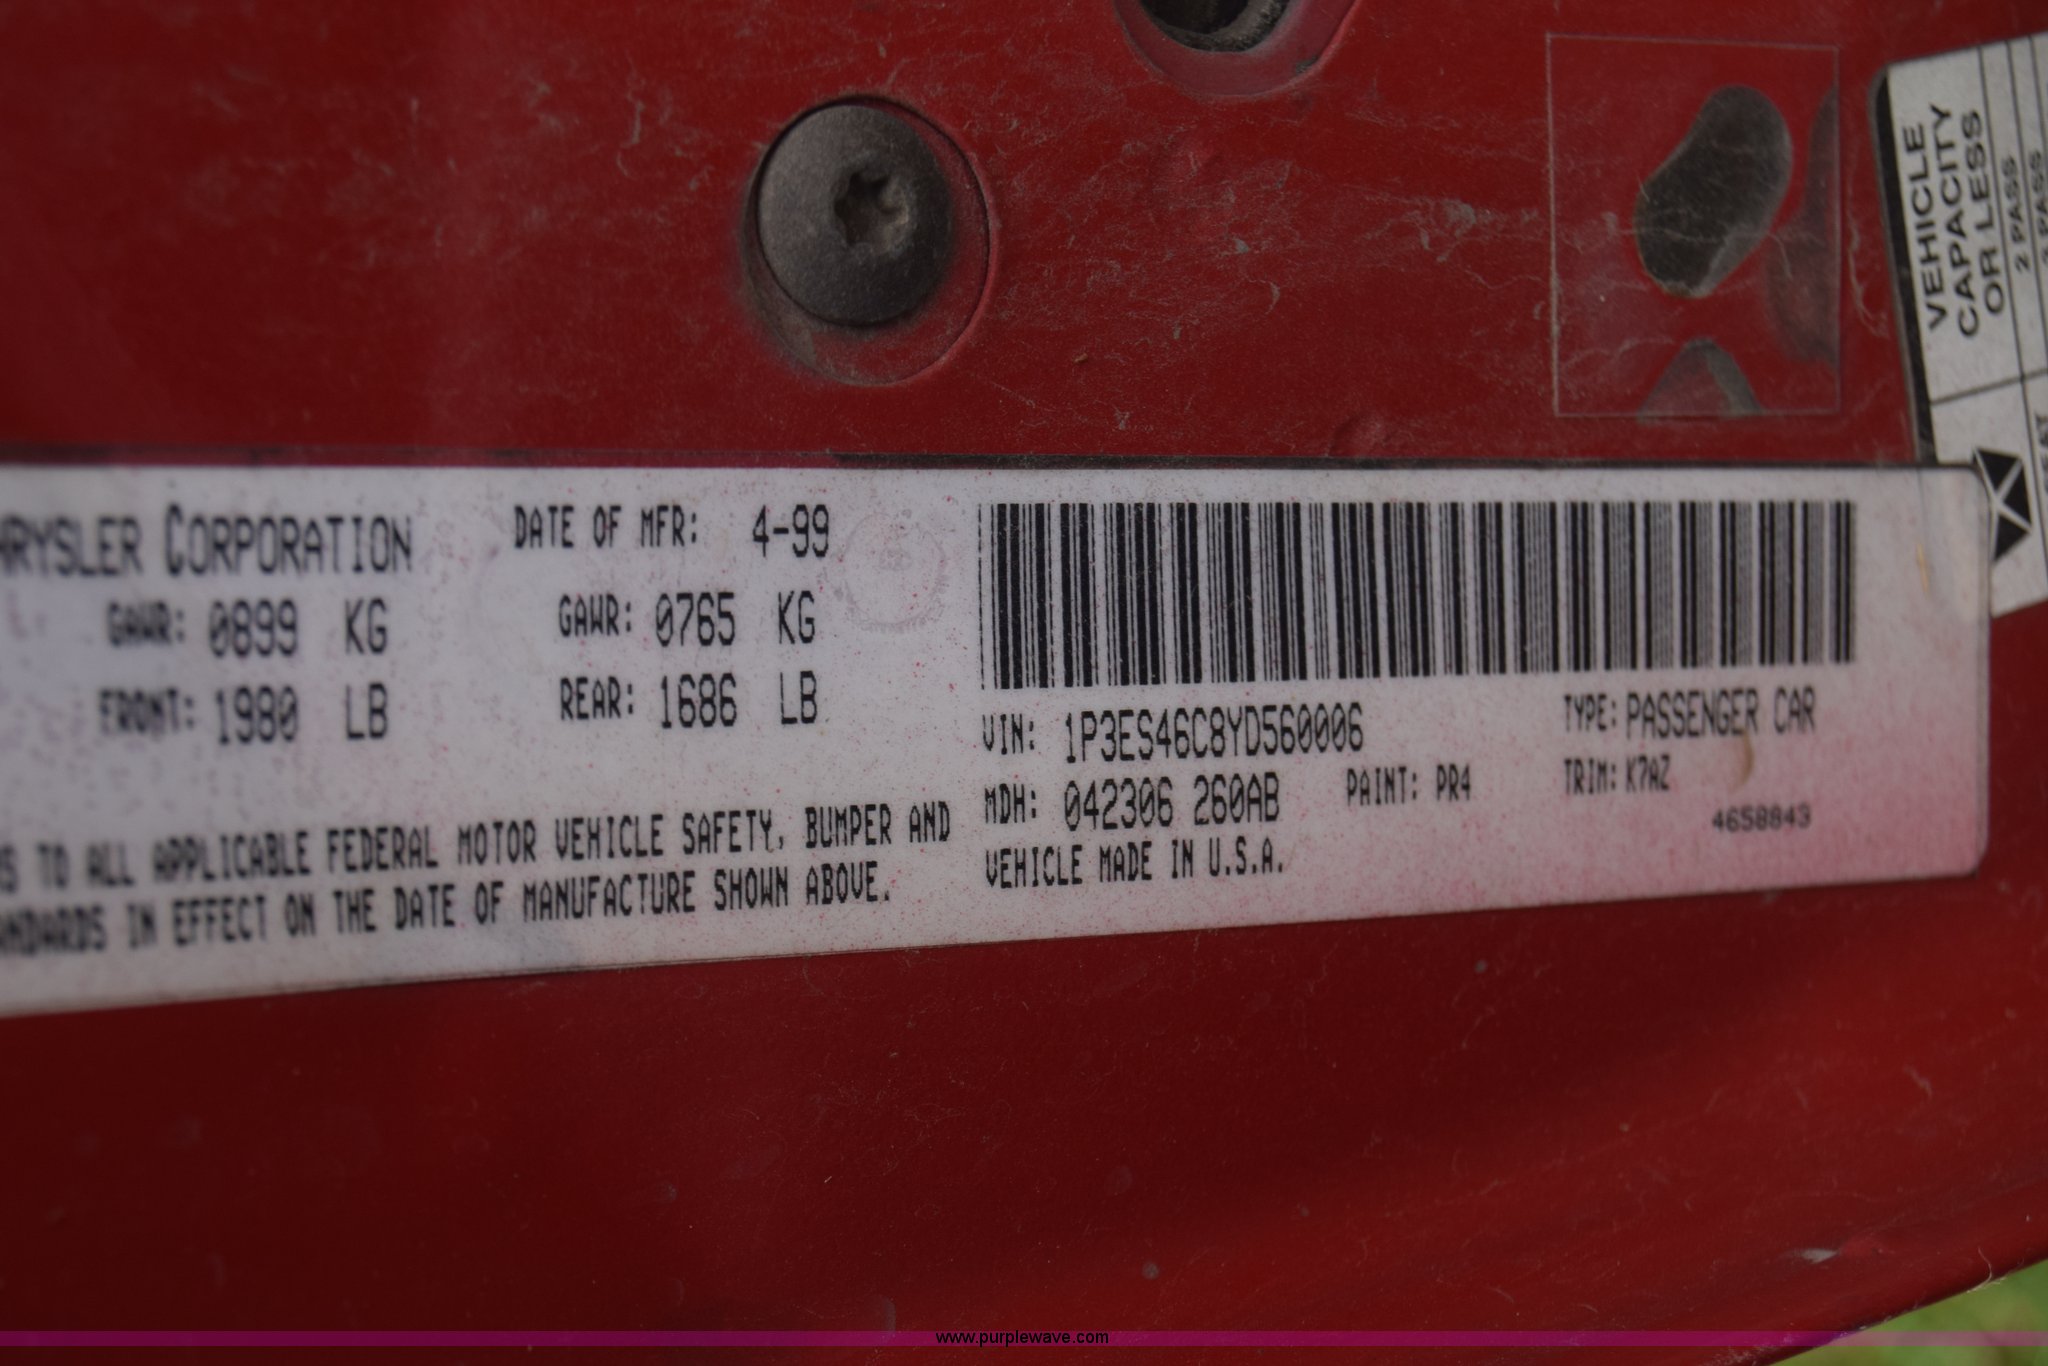 HRYSLER CORPORATION
DATE OF MFR: 4-99
GAWR: 0899 KG
GAWR: 0765 KG
FRONT: 1980 LB
REAR: 1686 LB
VIN: 1P3ES46C8YD560006
TYPE: PASSENGER CAR
MDH: 042306 260AB
PAINT: PR4
TRIM: K7AZ
4658843
VEHICLE MADE IN U.S.A.
TO ALL APPLICABLE FEDERAL MOTOR VEHICLE SAFETY, BUMPER AND
ANDARDS IN EFFECT ON THE DATE OF MANUFACTURE SHOWN ABOVE.
VEHICLE
CAPACITY
OR LESS
2 PASS
PASS
www.purplewave.com